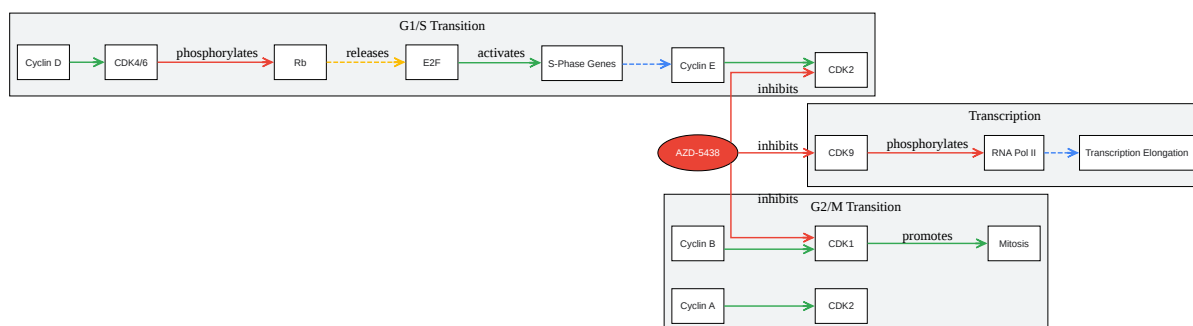 G1/S Transition
Cyclin D
CDK4/6
phosphorylates
Rb
releases
E2F
activates
S-Phase Genes
Cyclin E
CDK2
inhibits
Transcription
AZD-5438
inhibits
CDK9
phosphorylates
RNA Pol II
Transcription Elongation
inhibits
G2/M Transition
Cyclin B
CDK1
promotes
Mitosis
Cyclin A
CDK2